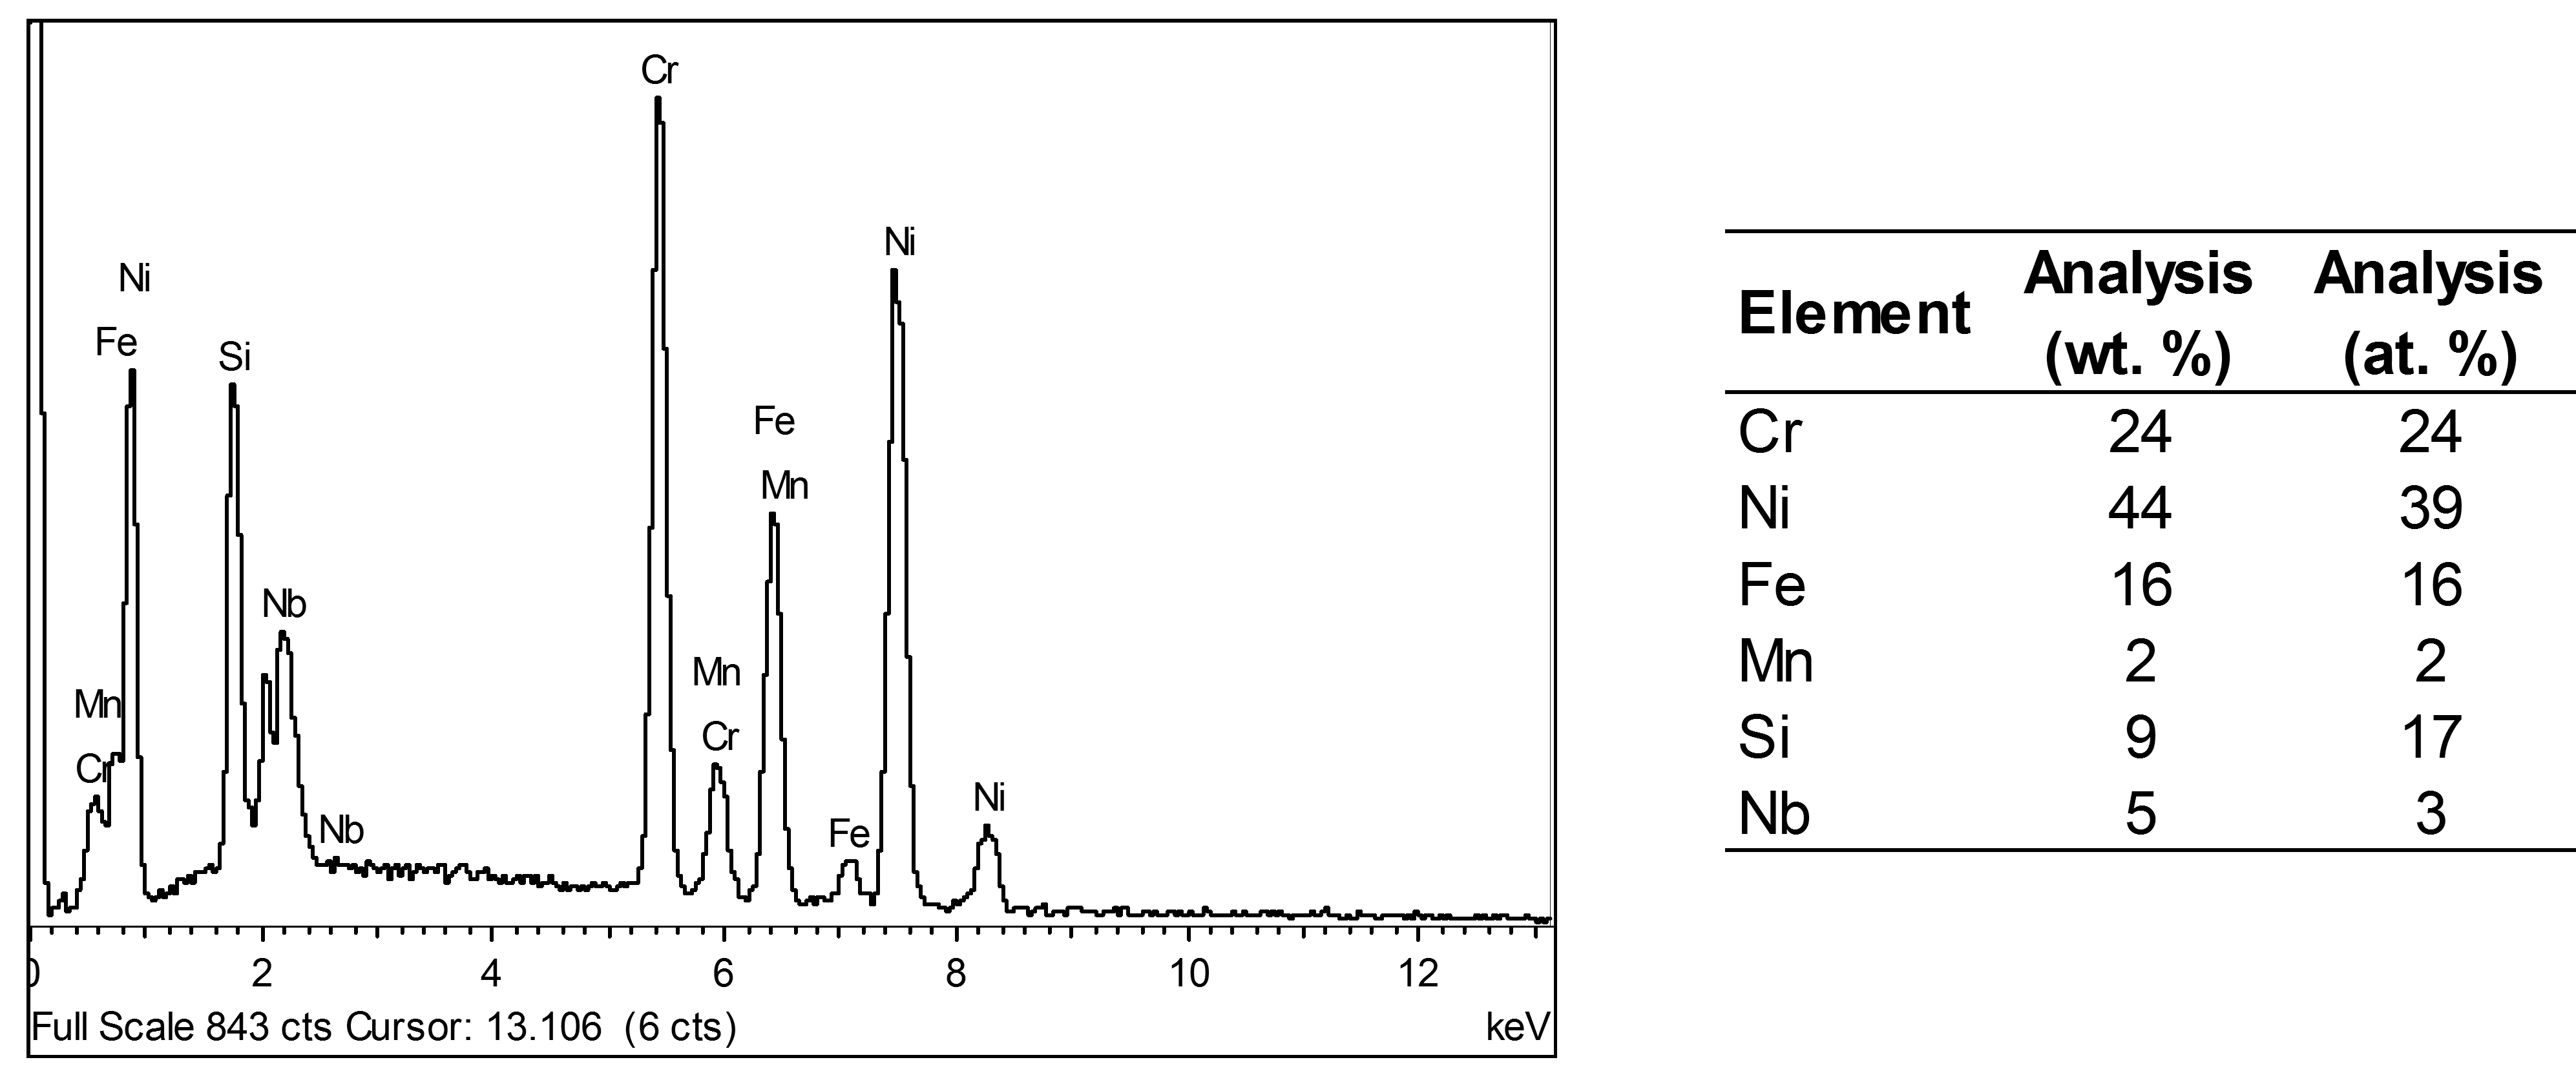 Cr
Ni
Ni
Fe
Si
Fe
Mn
Nb
Mn
Mn
Cr
Cr
Ni
Nb
Fe
0 2 4 6 8 10 12
Full Scale 843 cts Cursor: 13.106 (6 cts) keV
Element Analysis (wt. %) Analysis (at. %)
Cr 24 24
Ni 44 39
Fe 16 16
Mn 2 2
Si 9 17
Nb 5 3